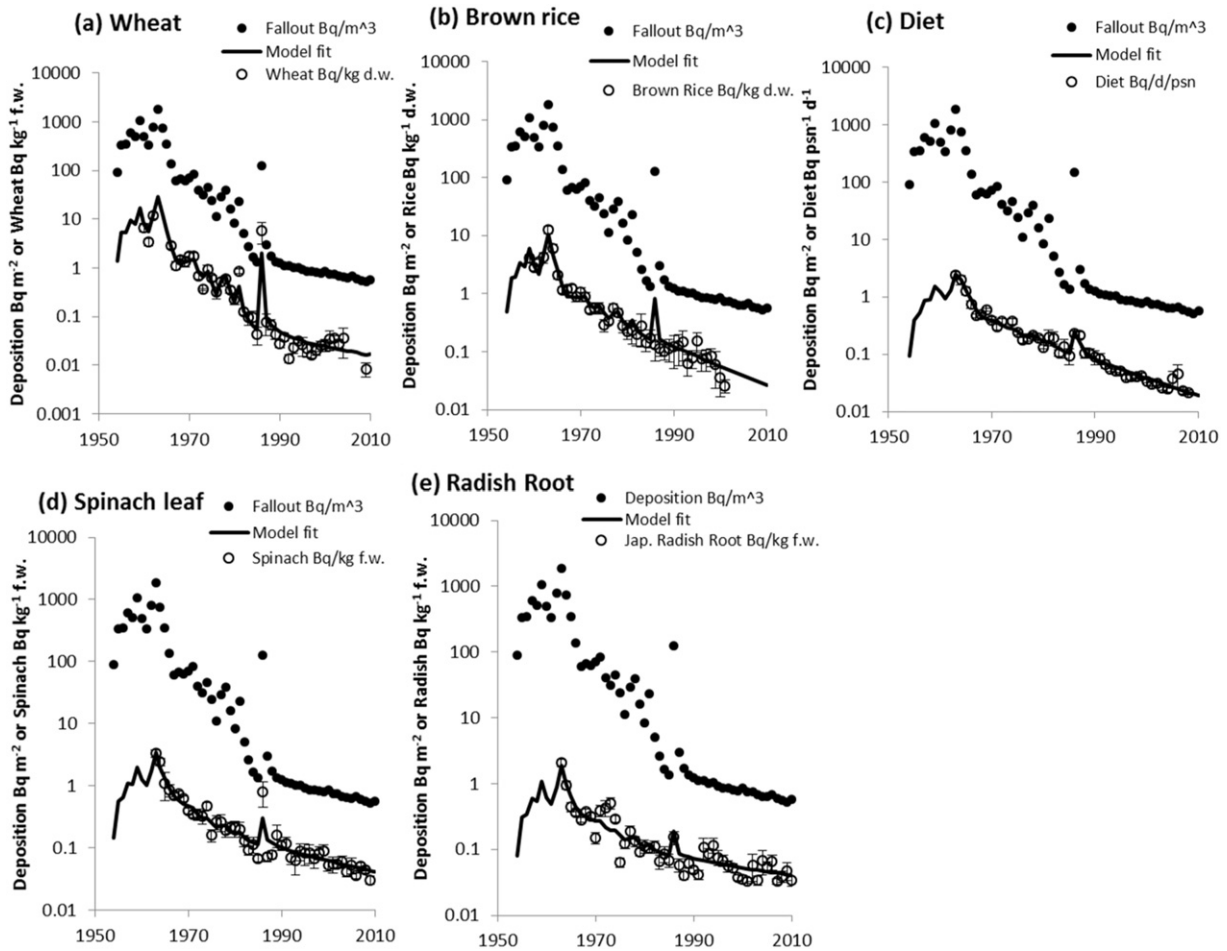 (a) Wheat
● Fallout Bq/m^3
Model fit
○ Wheat Bq/kg d.w.
Deposition Bq m⁻² or Wheat Bq kg⁻¹ f.w.
10000
1000
100
10
1
0.1
0.01
0.001
1950 1970 1990 2010
(b) Brown rice
● Fallout Bq/m^3
Model fit
○ Brown Rice Bq/kg d.w.
Deposition Bq m⁻² or Rice Bq kg⁻¹ d.w.
10000
1000
100
10
1
0.1
0.01
1950 1970 1990 2010
(c) Diet
● Fallout Bq/m^3
Model fit
○ Diet Bq/d/psn
Deposition Bq m⁻² or Diet Bq psn⁻¹ d⁻¹
10000
1000
100
10
1
0.1
0.01
1950 1970 1990 2010
(d) Spinach leaf
● Fallout Bq/m^3
Model fit
○ Spinach Bq/kg f.w.
Deposition Bq m⁻² or Spinach Bq kg⁻¹ f.w.
10000
1000
100
10
1
0.1
0.01
1950 1970 1990 2010
(e) Radish Root
● Deposition Bq/m^3
Model fit
○ Jap. Radish Root Bq/kg f.w.
Deposition Bq m⁻² or Radish Bq kg⁻¹ f.w.
10000
1000
100
10
1
0.1
0.01
1950 1970 1990 2010